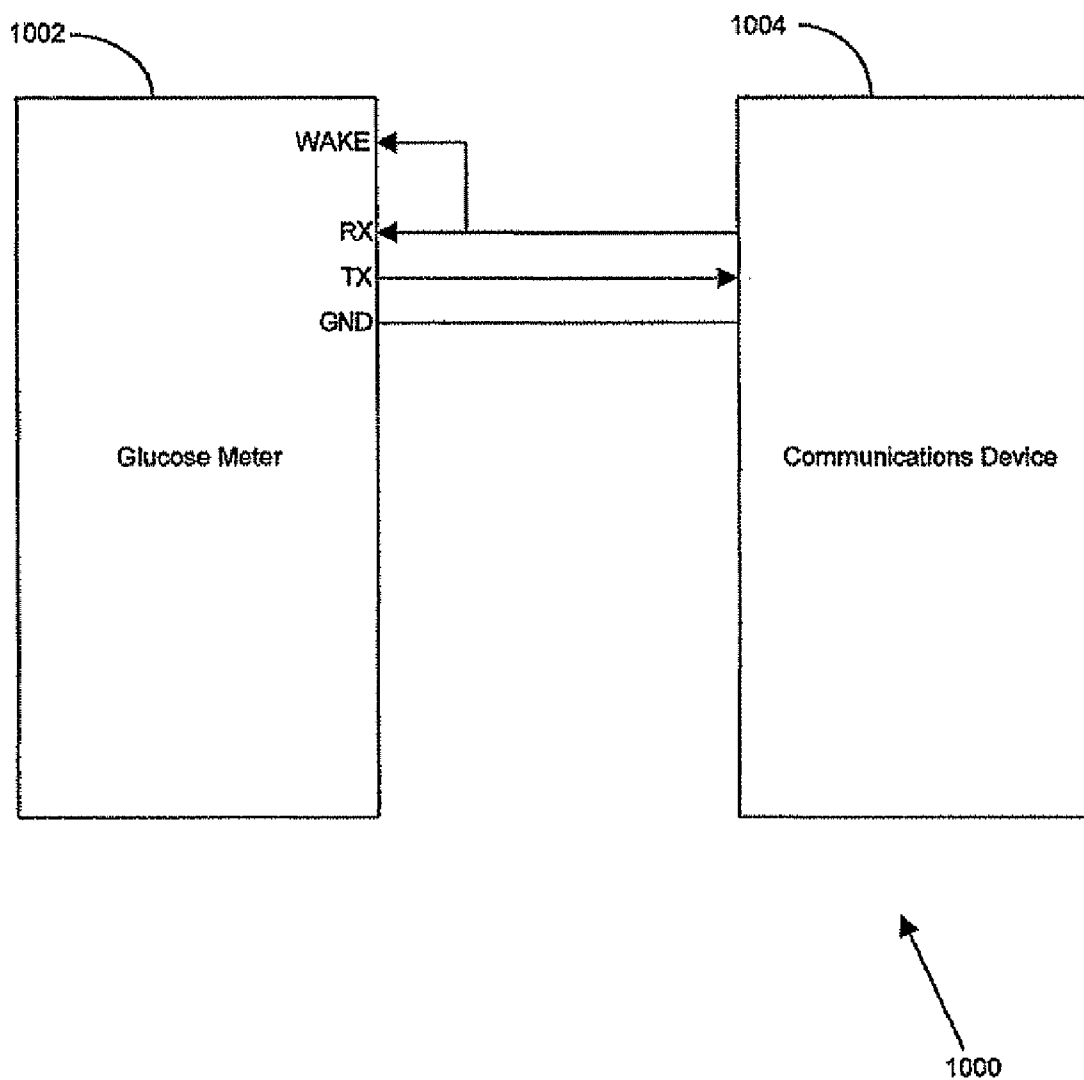 1002
1004
WAKE
RX
TX
GND
Glucose Meter
Communications Device
1000